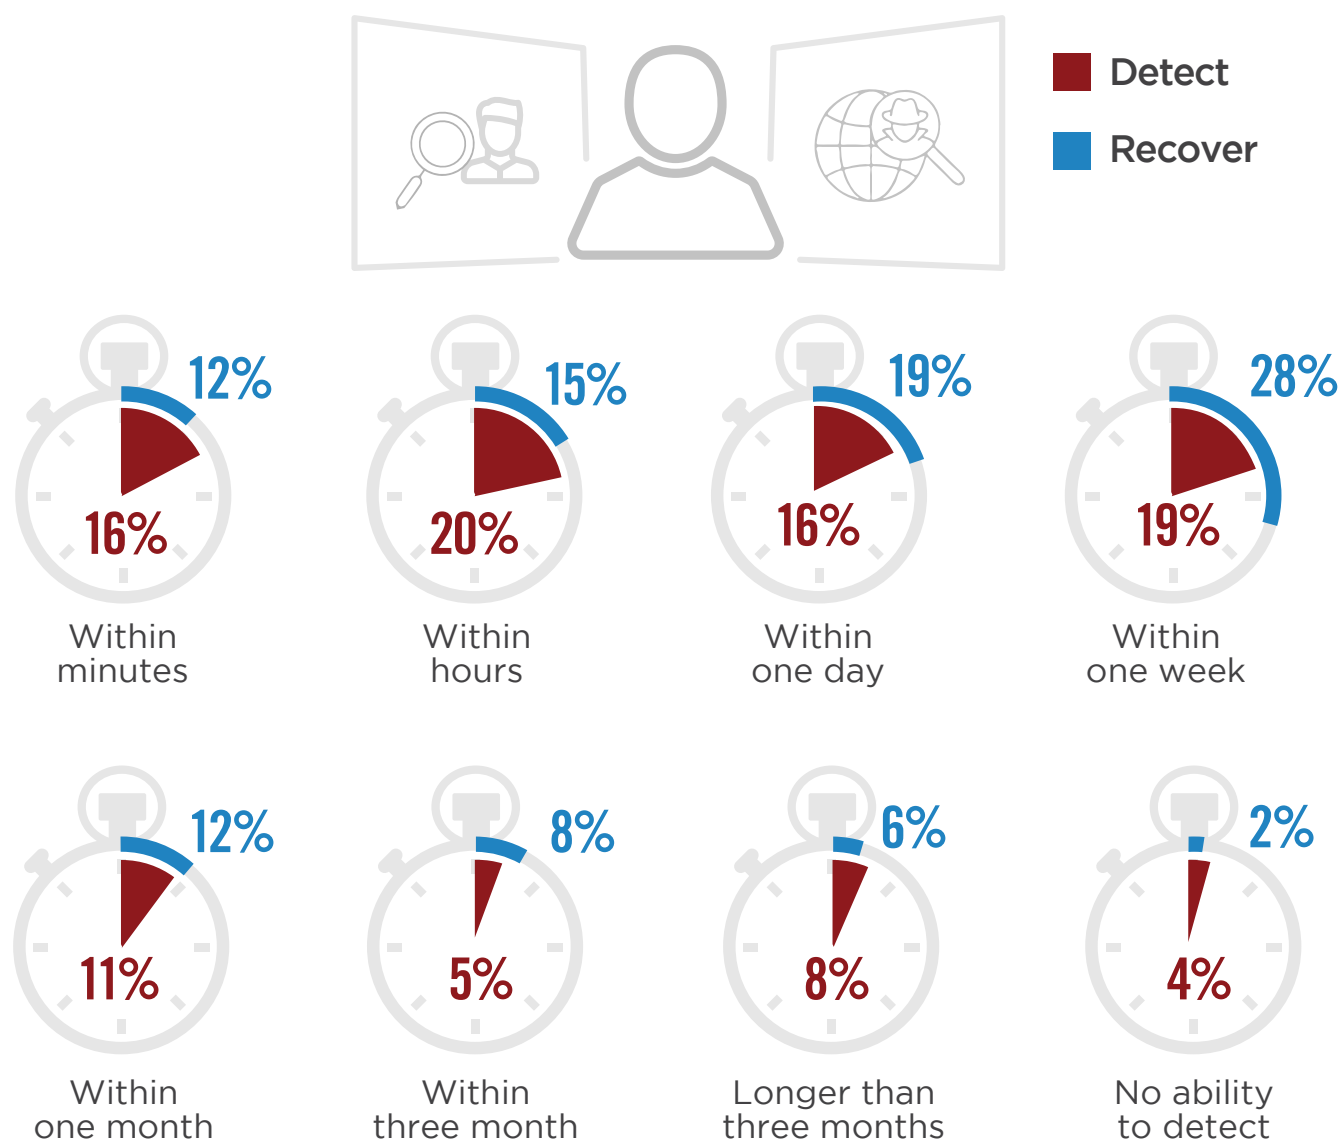 Detect
Recover
12%
16%
Within
minutes
15%
20%
Within
hours
19%
16%
Within
one day
28%
19%
Within
one week
12%
11%
Within
one month
8%
5%
Within
three month
6%
8%
Longer than
three months
2%
4%
No ability
to detect